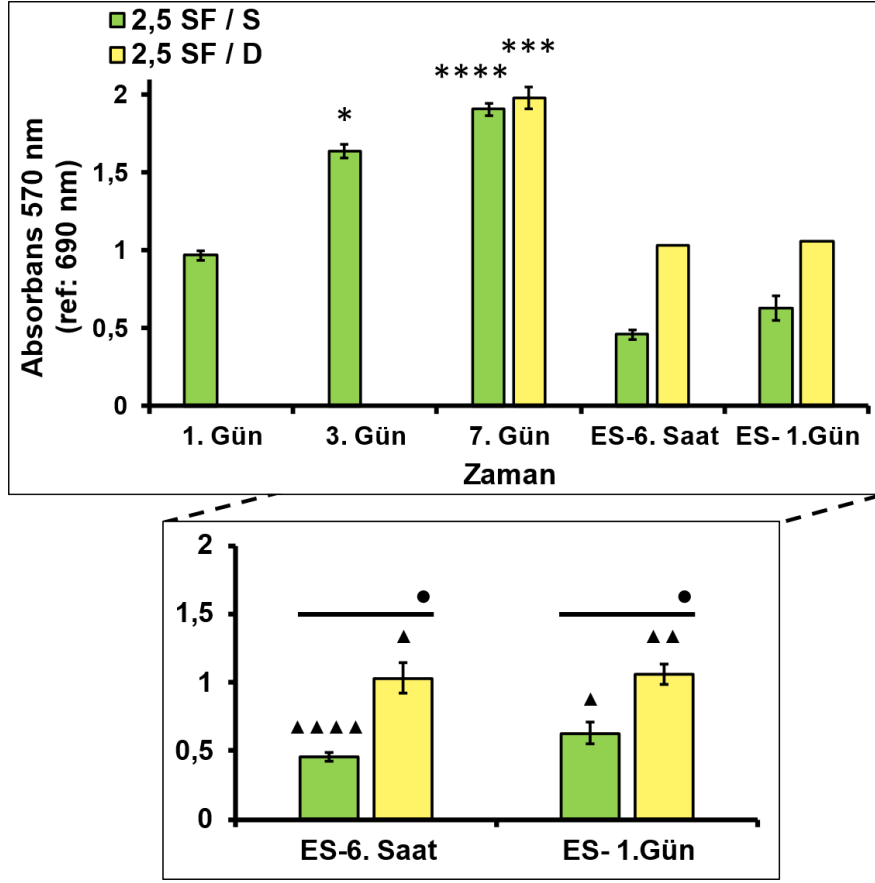 2,5 SF / S
2,5 SF / D
Absorbans 570 nm
(ref: 690 nm)
2
1,5
1
0,5
0
*
****
***
1. Gün
3. Gün
7. Gün
ES-6. Saat
ES- 1.Gün
Zaman
2
1,5
1
0,5
0
●
●
▲
▲▲
▲▲▲▲
▲
ES-6. Saat
ES- 1.Gün